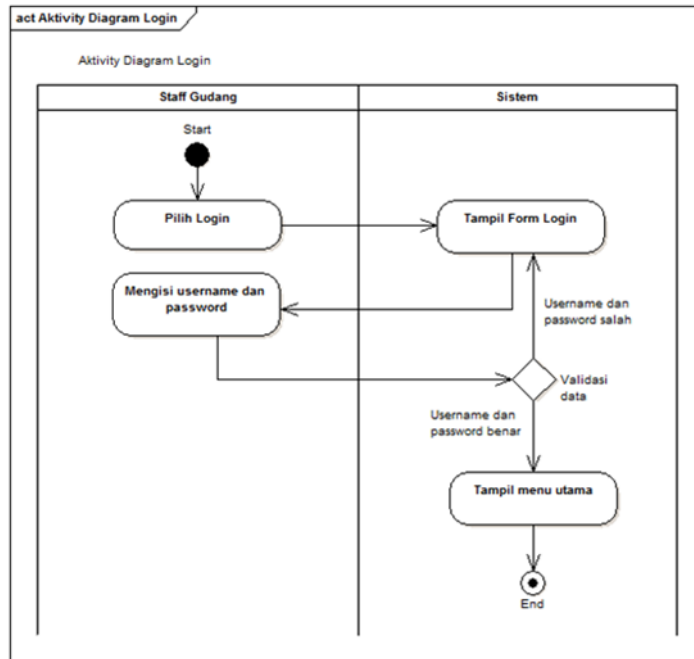 act Aktivity Diagram Login
Aktivity Diagram Login
Staff Gudang
Sistem
Start
Pilih Login
Tampil Form Login
Mengisi username dan
password
Username dan
password salah
Validasi
data
Username dan
password benar
Tampil menu utama
End